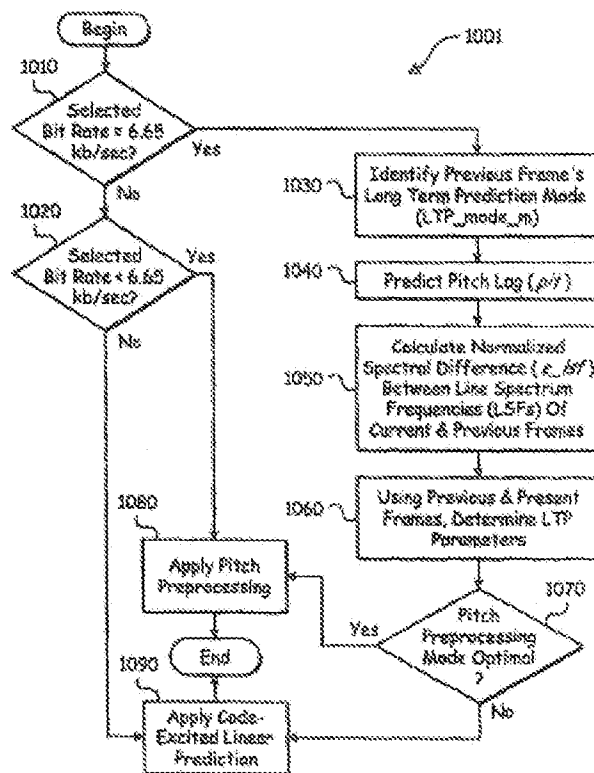 Begin
1001
1010
Selected
Bit Rate = 6.65
kb/sec?
Yes
No
1030
Identify Previous Frame's
Long Term Prediction Mode
(LTP_mode_m)
1020
Selected
Bit Rate < 6.65
kb/sec?
Yes
No
1040
Predict Pitch Lag
1050
Calculate Normalized
Spectral Difference
Between Line Spectrum
Frequencies (LSFs) Of
Current & Previous Frames
1060
Using Previous & Present
Frames, Determine LTP
Parameters
1080
Apply Pitch
Preprocessing
1070
Pitch
Preprocessing
Mode Optimal
?
Yes
No
End
1090
Apply Code-
Excited Linear
Prediction